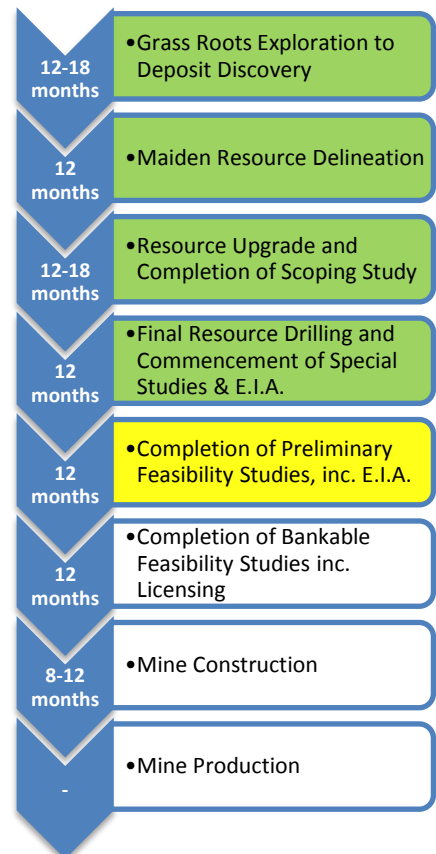 •Grass Roots Exploration to
Deposit Discovery
12-18
months
•Maiden Resource Delineation
12
months
•Resource Upgrade and
Completion of Scoping Study
12-18
months
•Final Resource Drilling and
Commencement of Special
Studies & E.I.A.
12
months
•Completion of Preliminary
Feasibility Studies, inc. E.I.A.
12
months
•Completion of Bankable
Feasibility Studies inc.
Licensing
12
months
•Mine Construction
8-12
months
•Mine Production
-